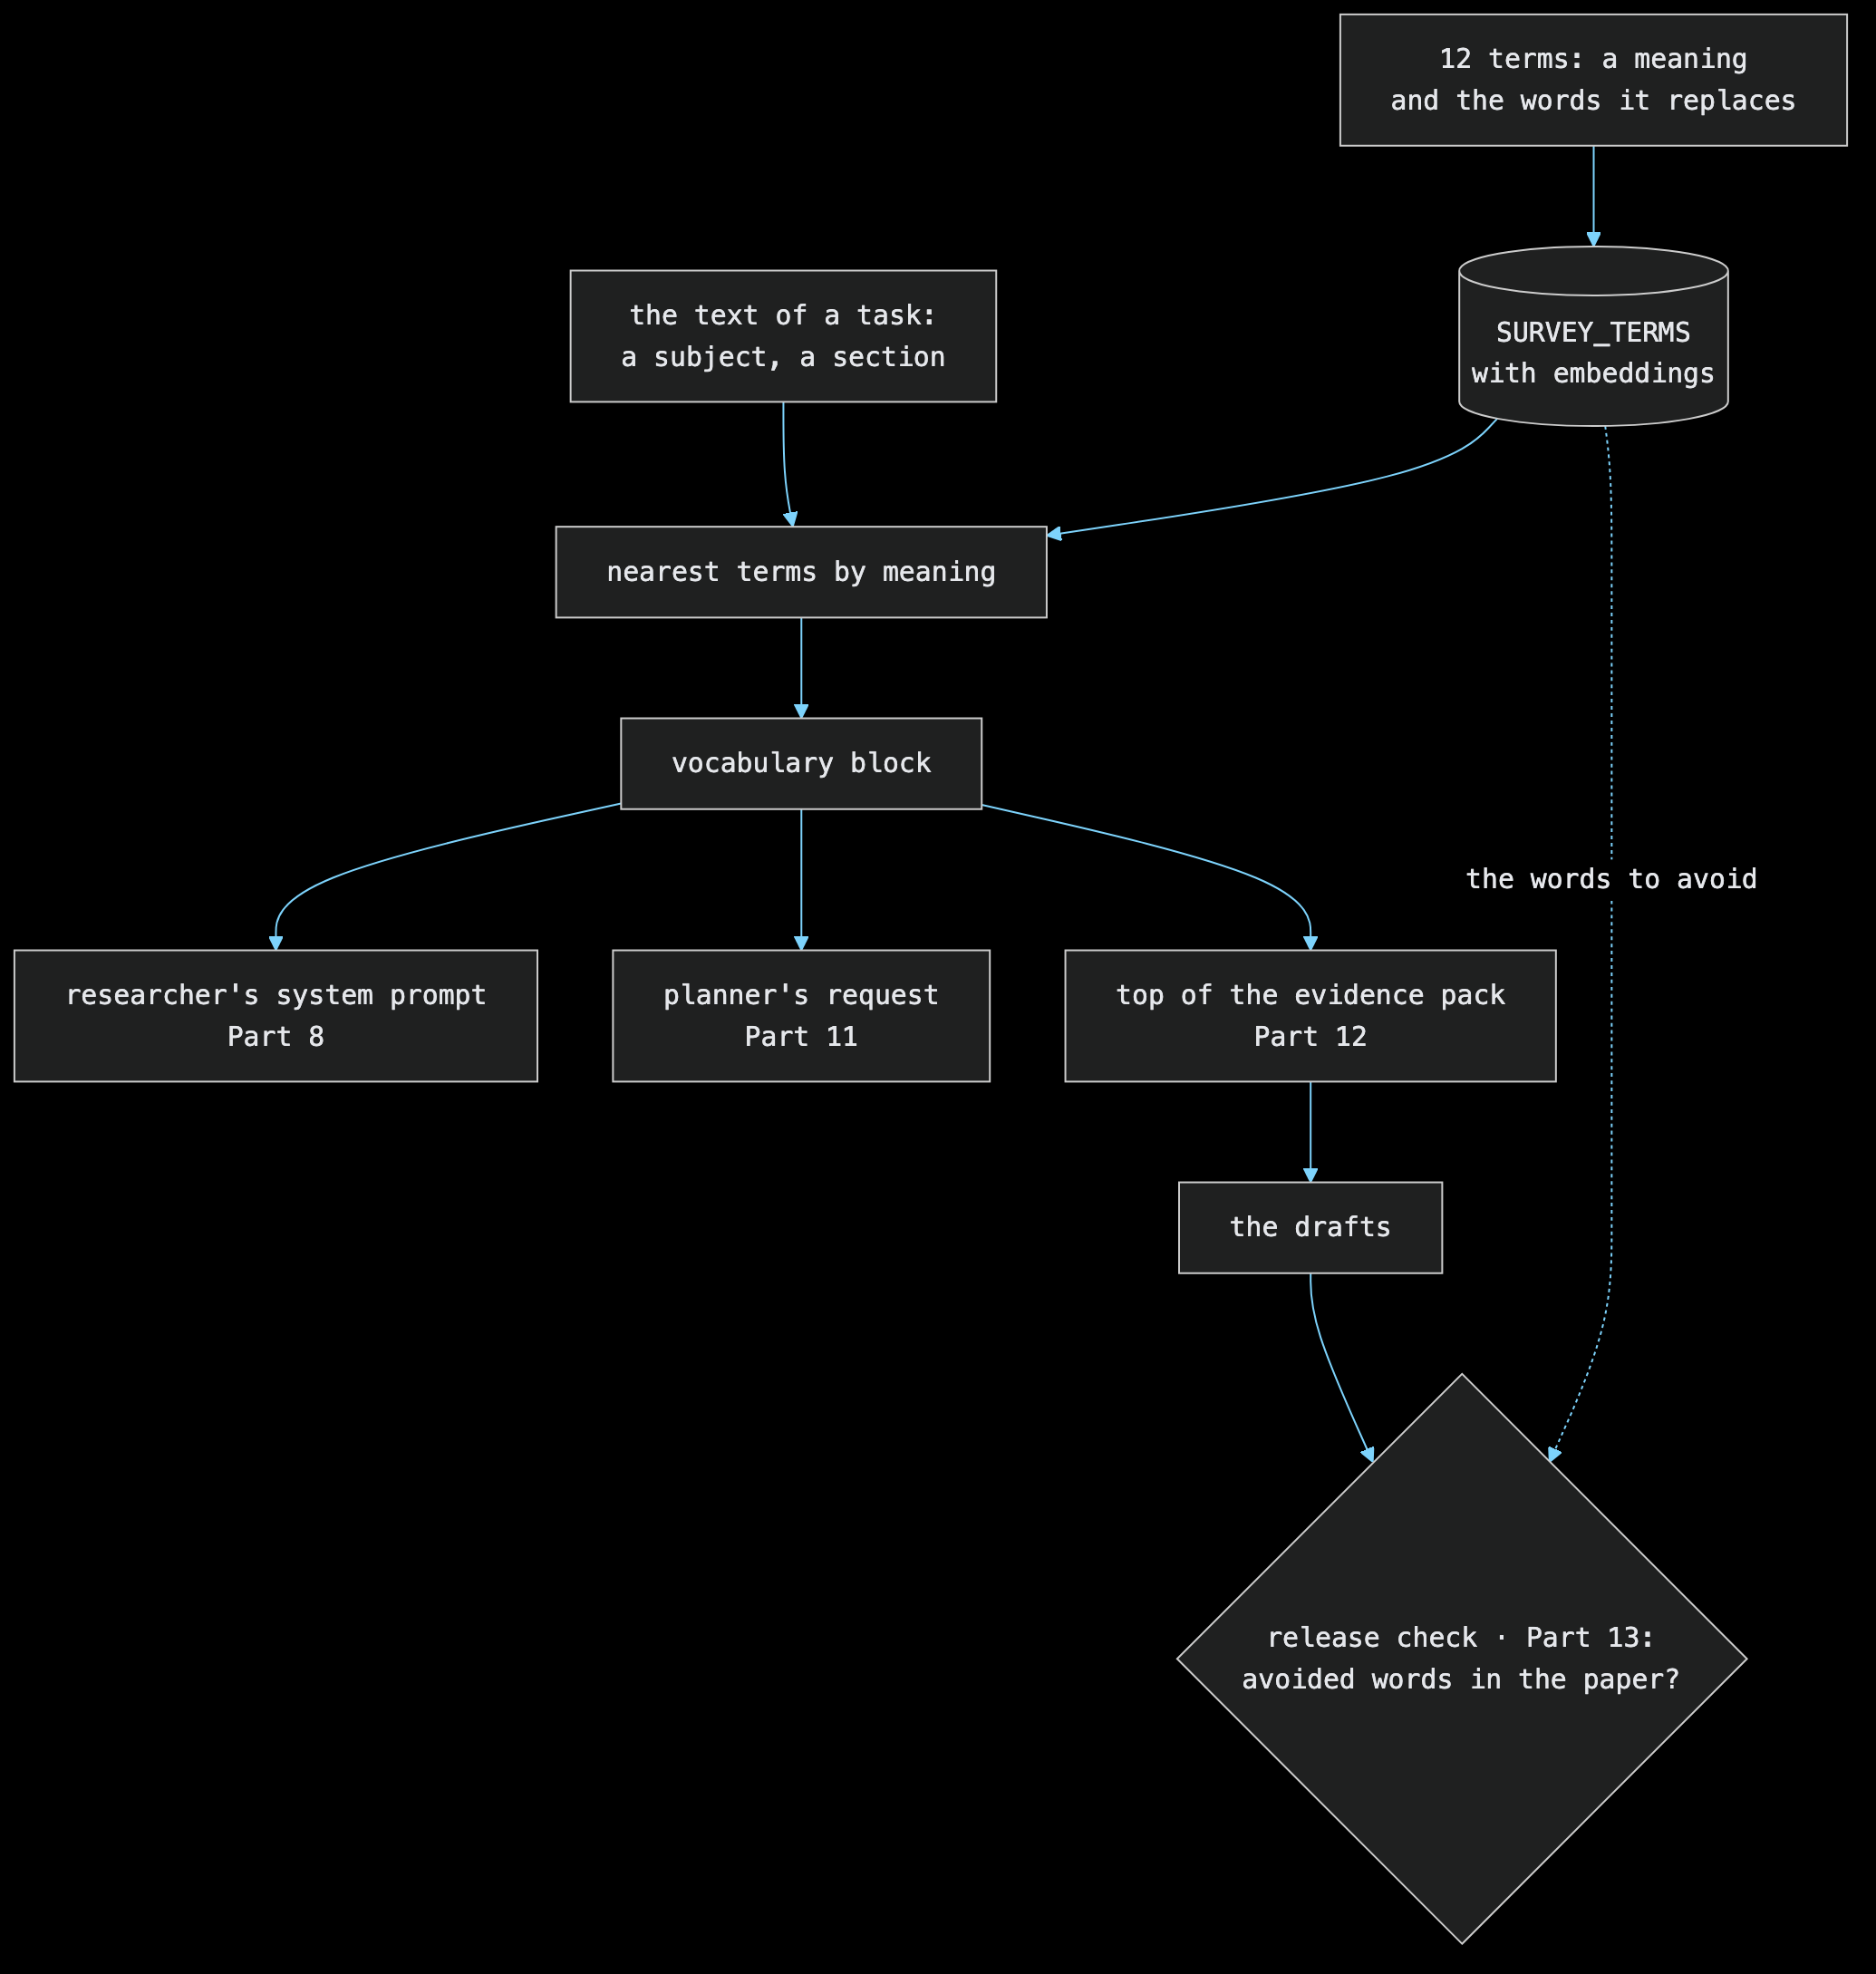 12 terms: a meaning
and the words it replaces
the text of a task:
a subject, a section
SURVEY_TERMS
with embeddings
nearest terms by meaning
vocabulary block
the words to avoid
researcher's system prompt
Part 8
planner's request
Part 11
top of the evidence pack
Part 12
the drafts
release check · Part 13:
avoided words in the paper?